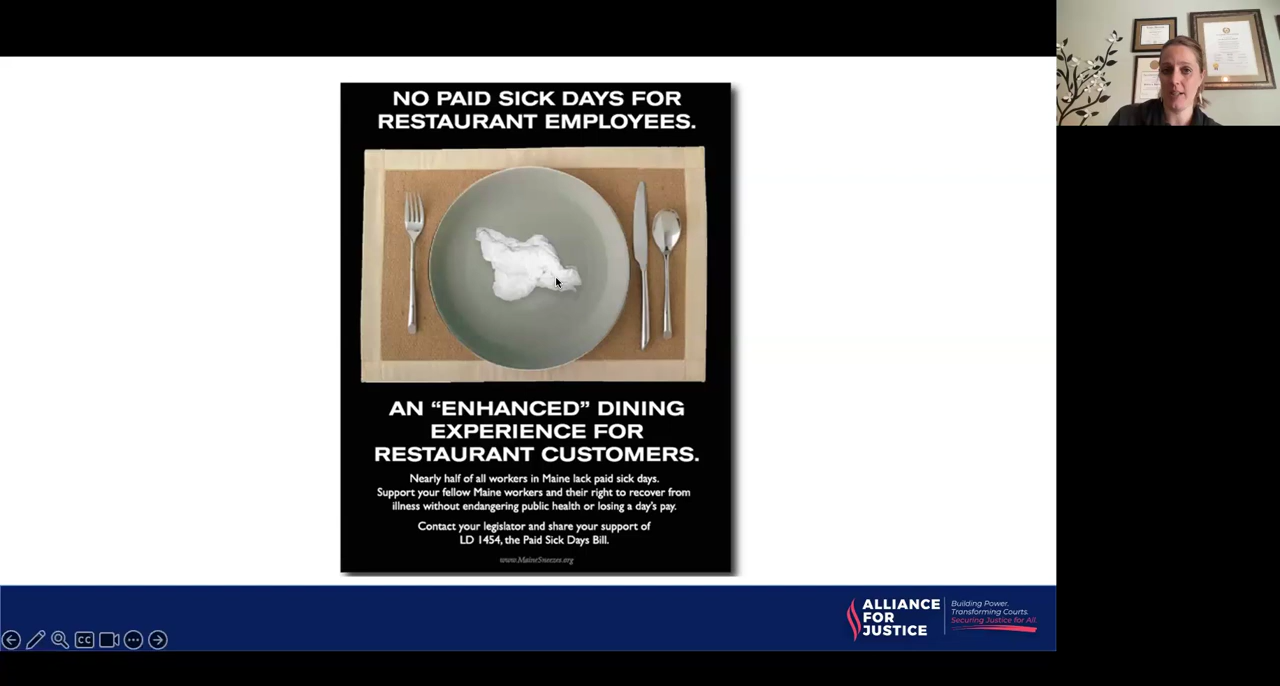 NO PAID SICK DAYS FOR
RESTAURANT EMPLOYEES.
AN “ENHANCED” DINING
EXPERIENCE FOR
RESTAURANT CUSTOMERS.
Nearly half of all workers in Maine lack paid sick days.
Support your fellow Maine workers and their right to recover from
illness without endangering public health or losing a day's pay.
Contact your legislator and share your support of
LD 1454, the Paid Sick Days Bill.
www.MaineSneezes.org
ALLIANCE
FOR
JUSTICE
Building Power.
Transforming Courts.
Securing Justice for All.
CC